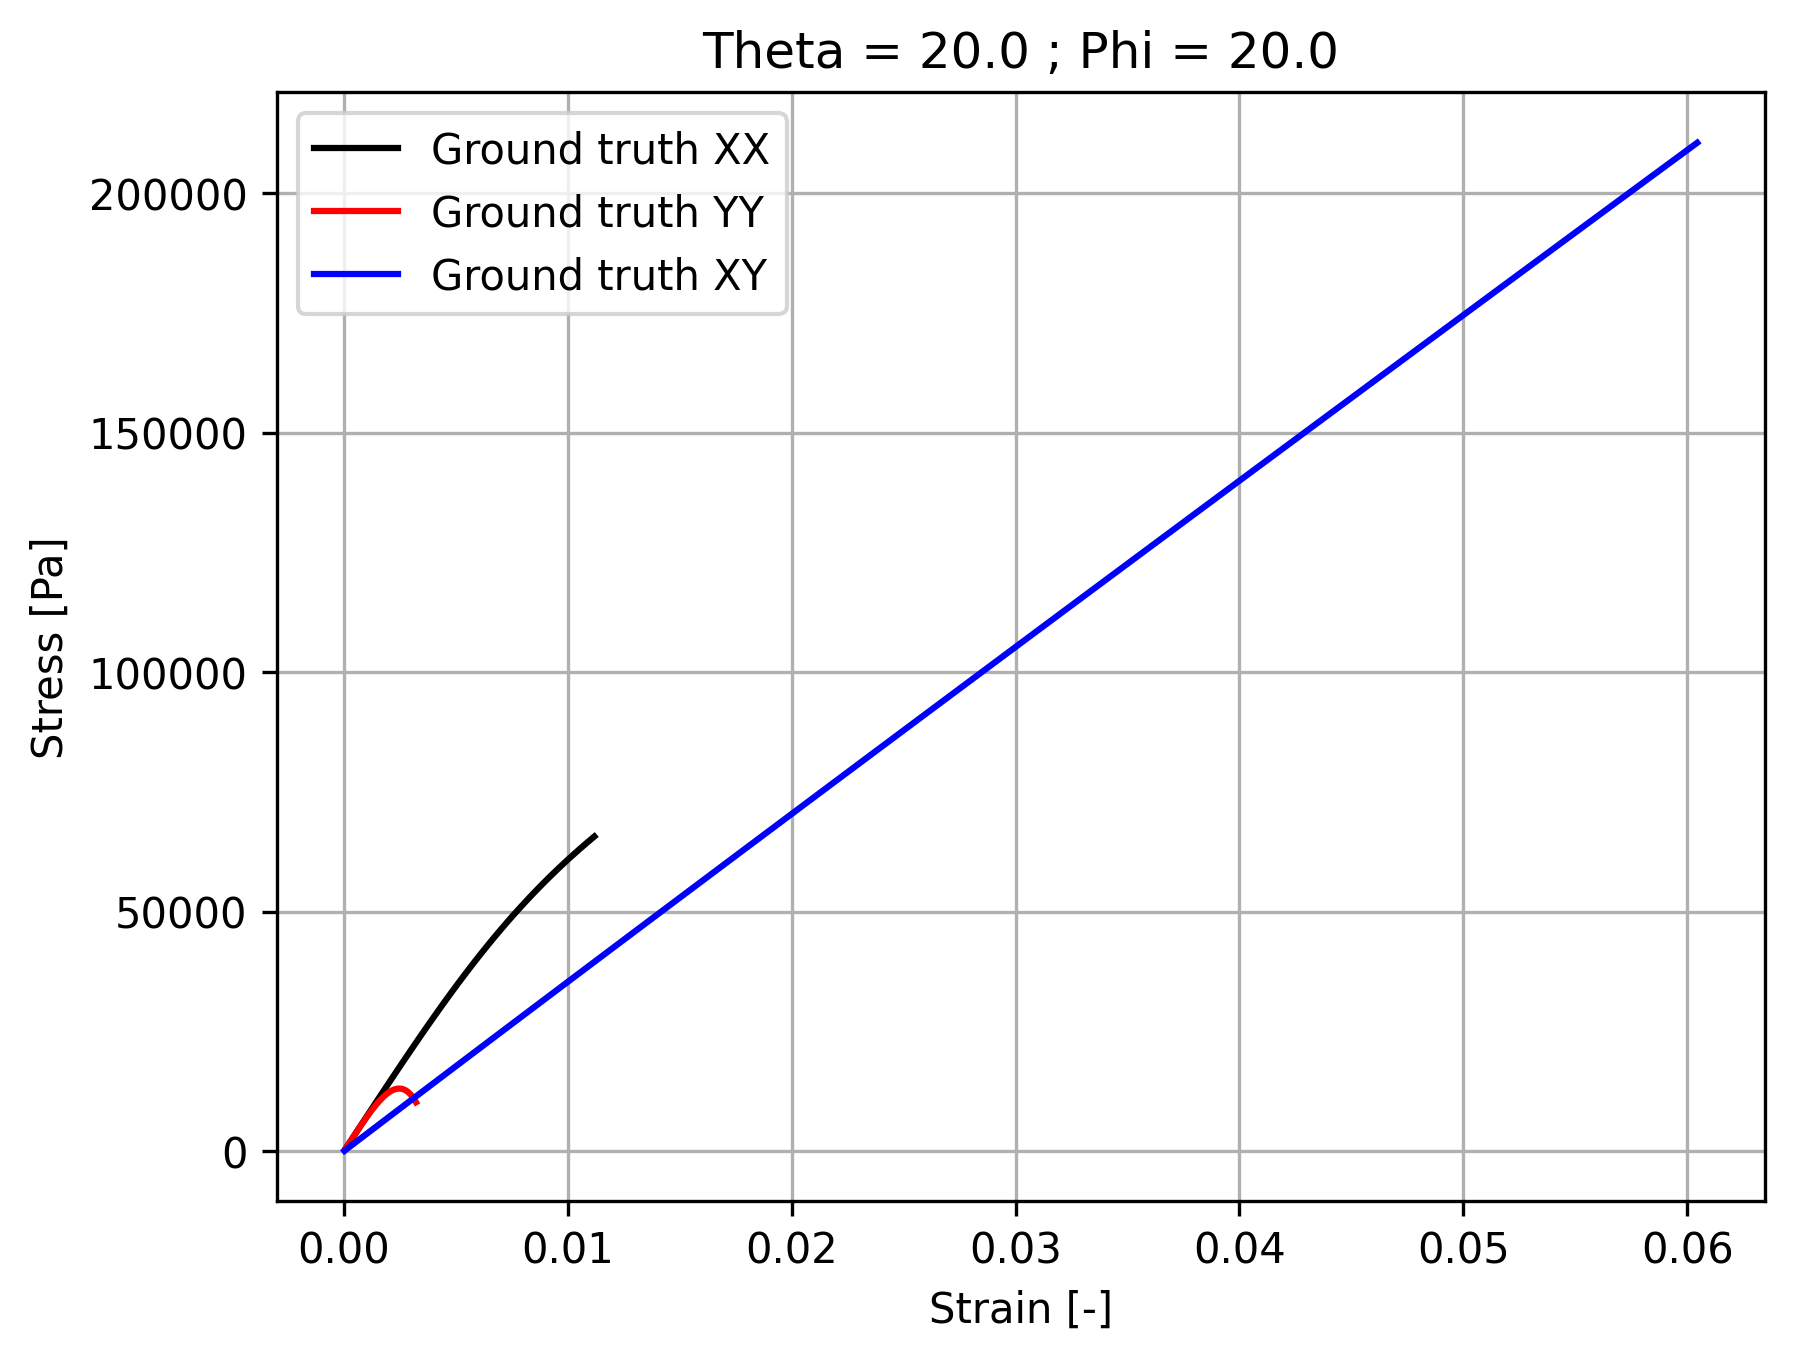 Theta = 20.0 ; Phi = 20.0
Ground truth XX
Ground truth YY
Ground truth XY
Stress [Pa]
200000
150000
100000
50000
0
0.00 0.01 0.02 0.03 0.04 0.05 0.06
Strain [-]